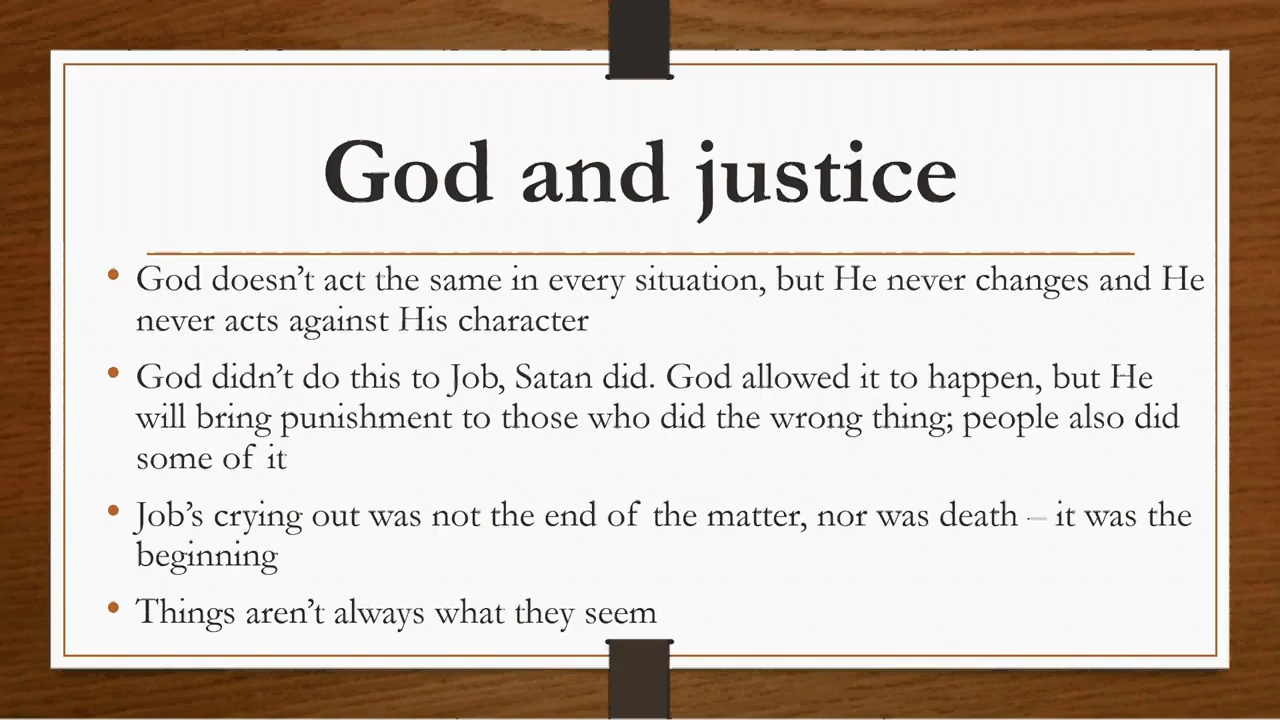 God and justice
• God doesn’t act the same in every situation, but He never changes and He
never acts against His character
• God didn’t do this to Job, Satan did. God allowed it to happen, but He
will bring punishment to those who did the wrong thing; people also did
some of it
• Job’s crying out was not the end of the matter, nor was death – it was the
beginning
• Things aren’t always what they seem